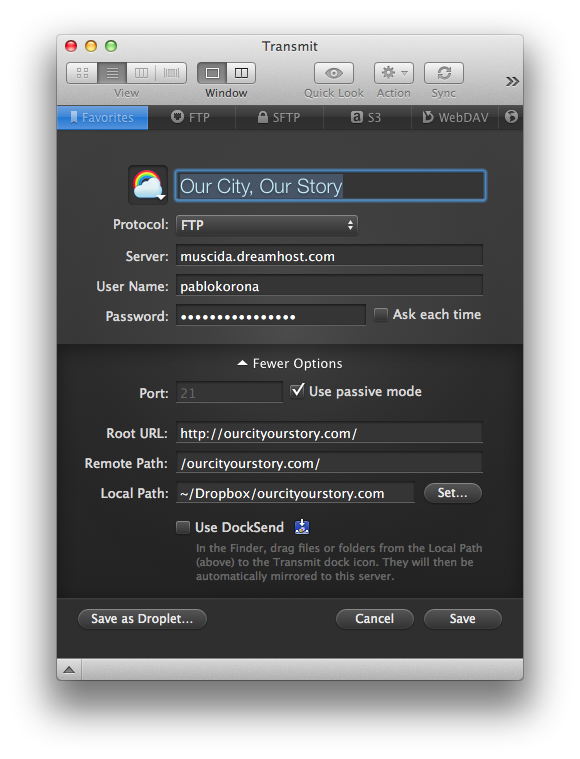 Transmit
View
Window
Quick Look
Action
Sync
Favorites
FTP
SFTP
a S3
WebDAV
Our City, Our Story
Protocol: FTP
Server: muscida.dreamhost.com
User Name: pablokorona
Password: ••••••••••••••••
Ask each time
Fewer Options
Port: 21
Use passive mode
Root URL: http://ourcityourstory.com/
Remote Path: /ourcityourstory.com/
Local Path: ~/Dropbox/ourcityourstory.com
Set...
Use DockSend
In the Finder, drag files or folders from the Local Path
(above) to the Transmit dock icon. They will then be
automatically mirrored to this server.
Save as Droplet...
Cancel
Save